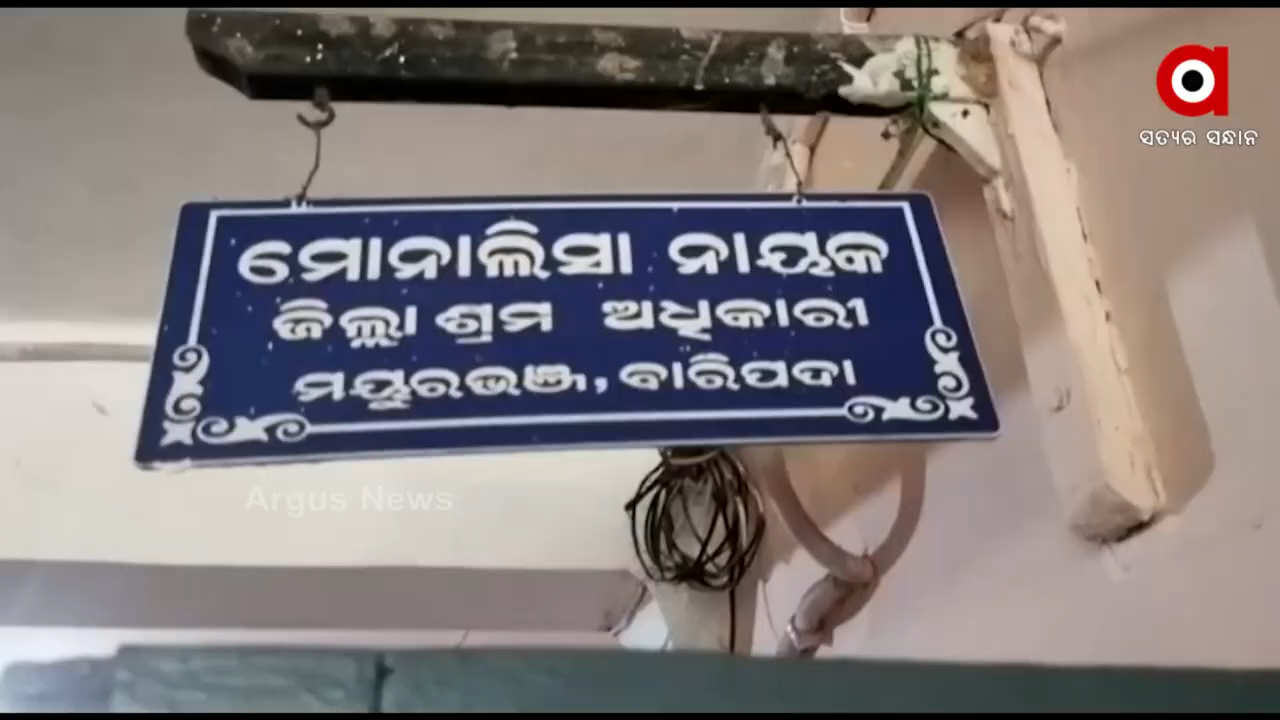 ସତ୍ୟର ସନ୍ଧାନ
ମୋନାଲିସା ନାୟକ
ଜିଲ୍ଲା ଶ୍ରମ ଅଧିକାରୀ
ମୟୂରଭଞ୍ଜ, ବାରିପଦା
Argus News